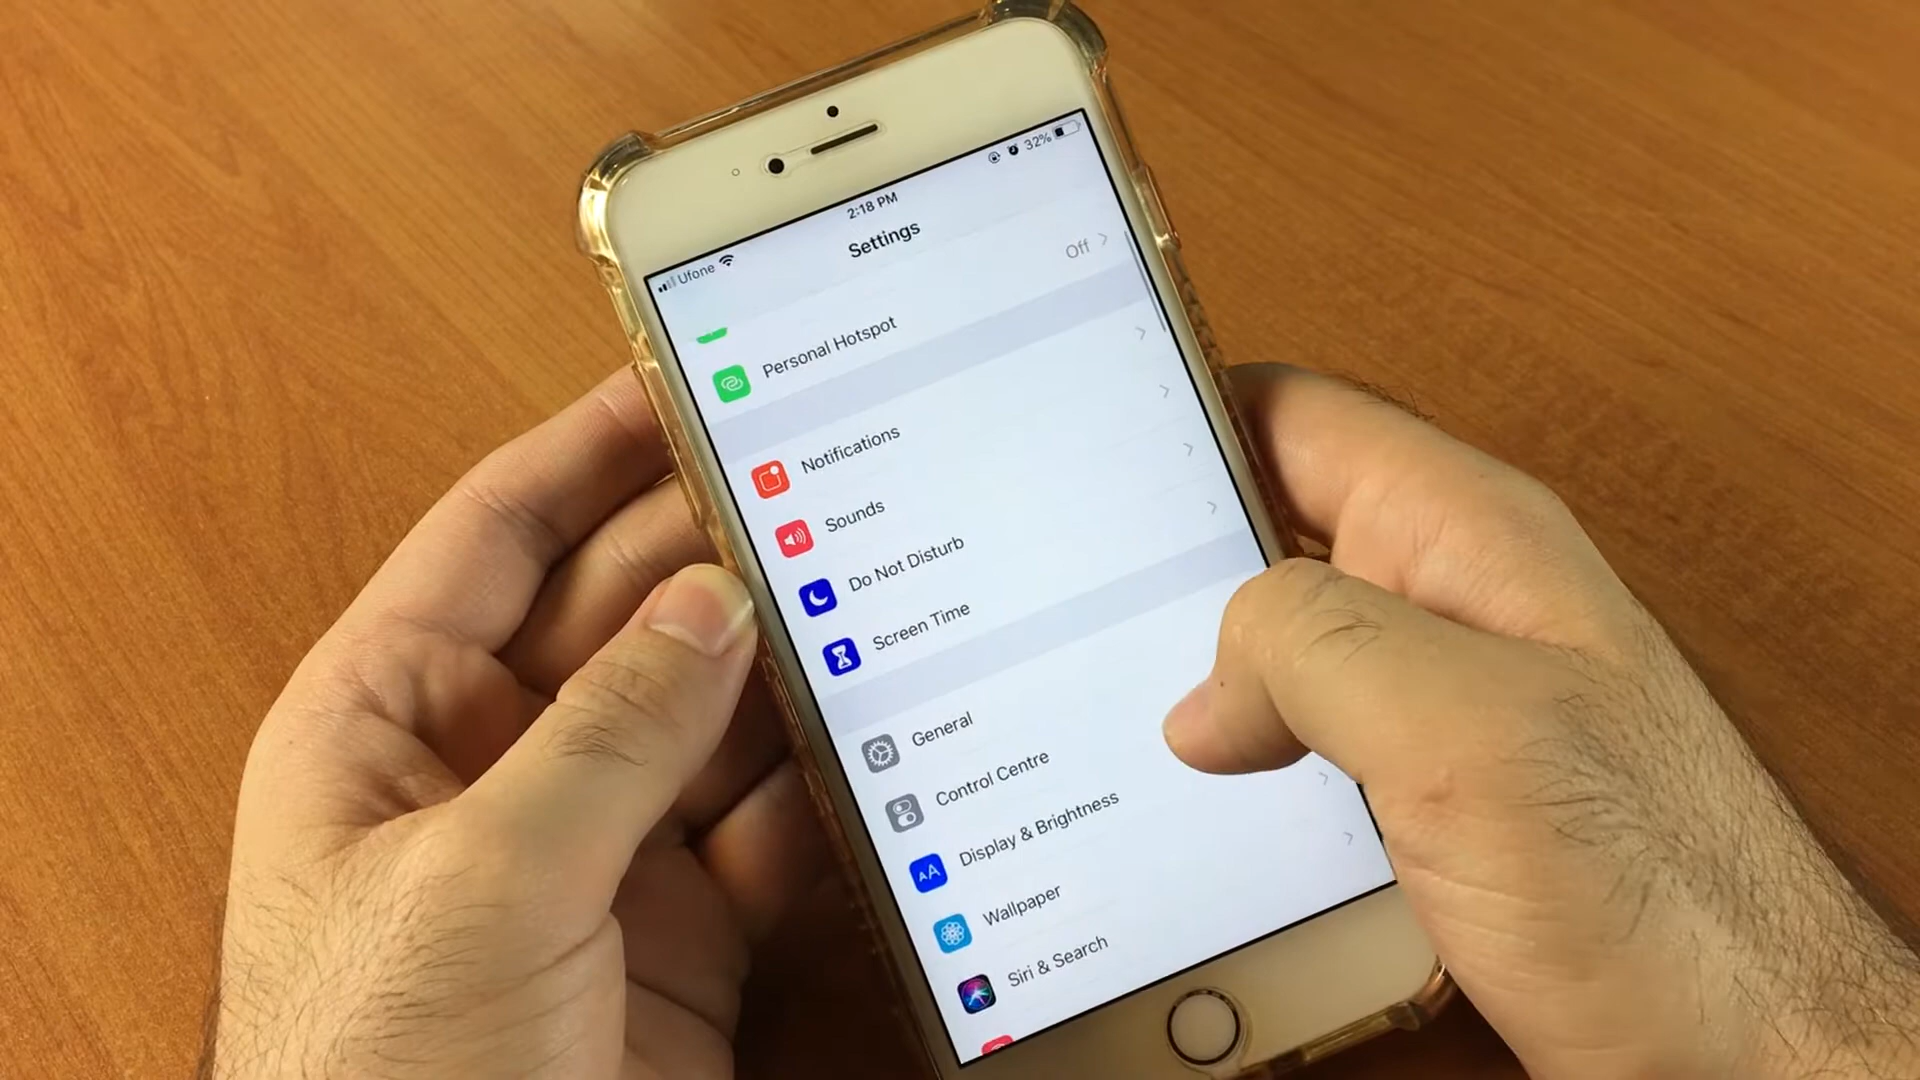 Ufone
2:18 PM
32%
Settings
Personal Hotspot
Off
Notifications
Sounds
Do Not Disturb
Screen Time
General
Control Centre
AA
Display & Brightness
Wallpaper
Siri & Search